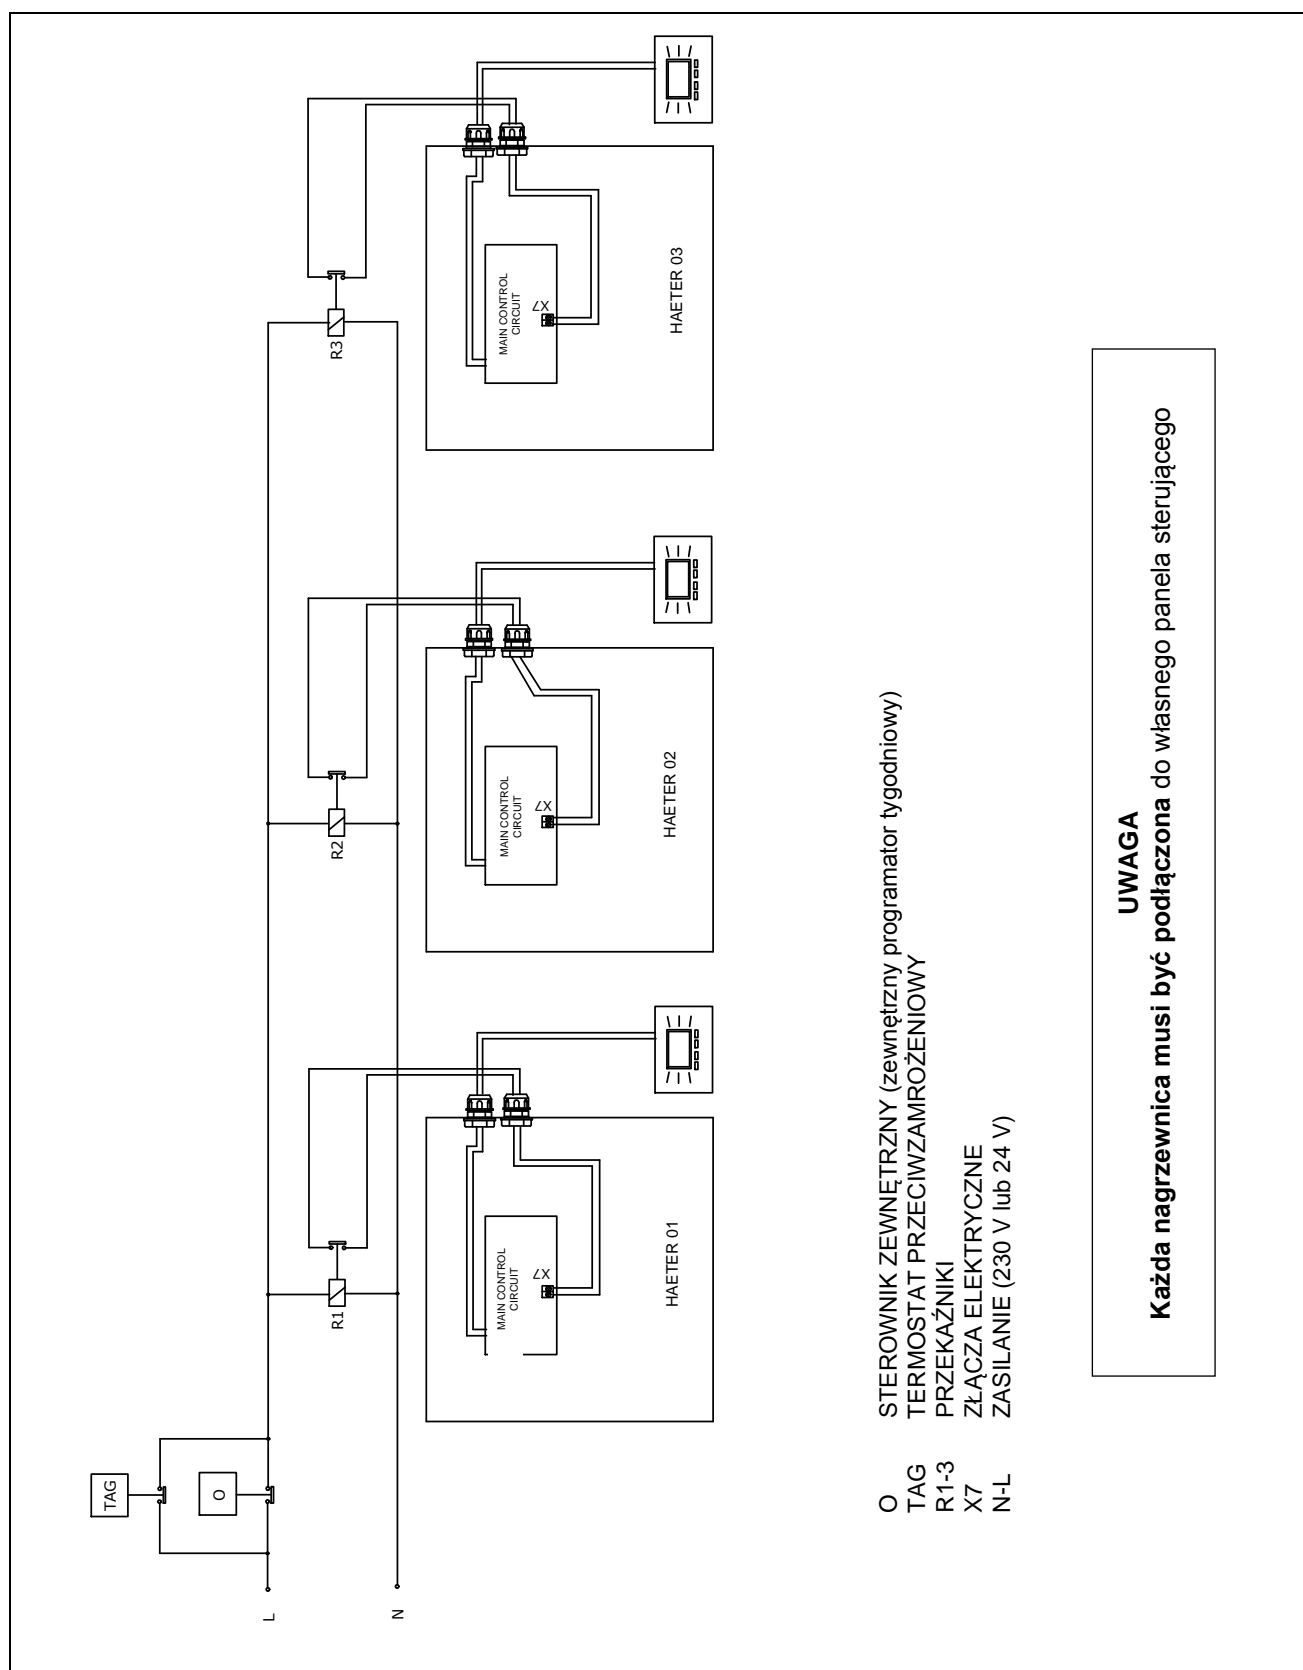 TAG
O
L
N
R1
R2
R3
MAIN CONTROL
CIRCUIT
X7
HAETER 01
MAIN CONTROL
CIRCUIT
X7
HAETER 02
MAIN CONTROL
CIRCUIT
X7
HAETER 03
O STEROWNIK ZEWNĘTRZNY (zewnętrzny programator tygodniowy)
TAG TERMOSTAT PRZECIWZAMROŻENIOWY
R1-3 PRZEKAŹNIKI
X7 ZŁĄCZA ELEKTRYCZNE
N-L ZASILANIE (230 V lub 24 V)
UWAGA
Każda nagrzewnica musi być podłączona do własnego panela sterującego